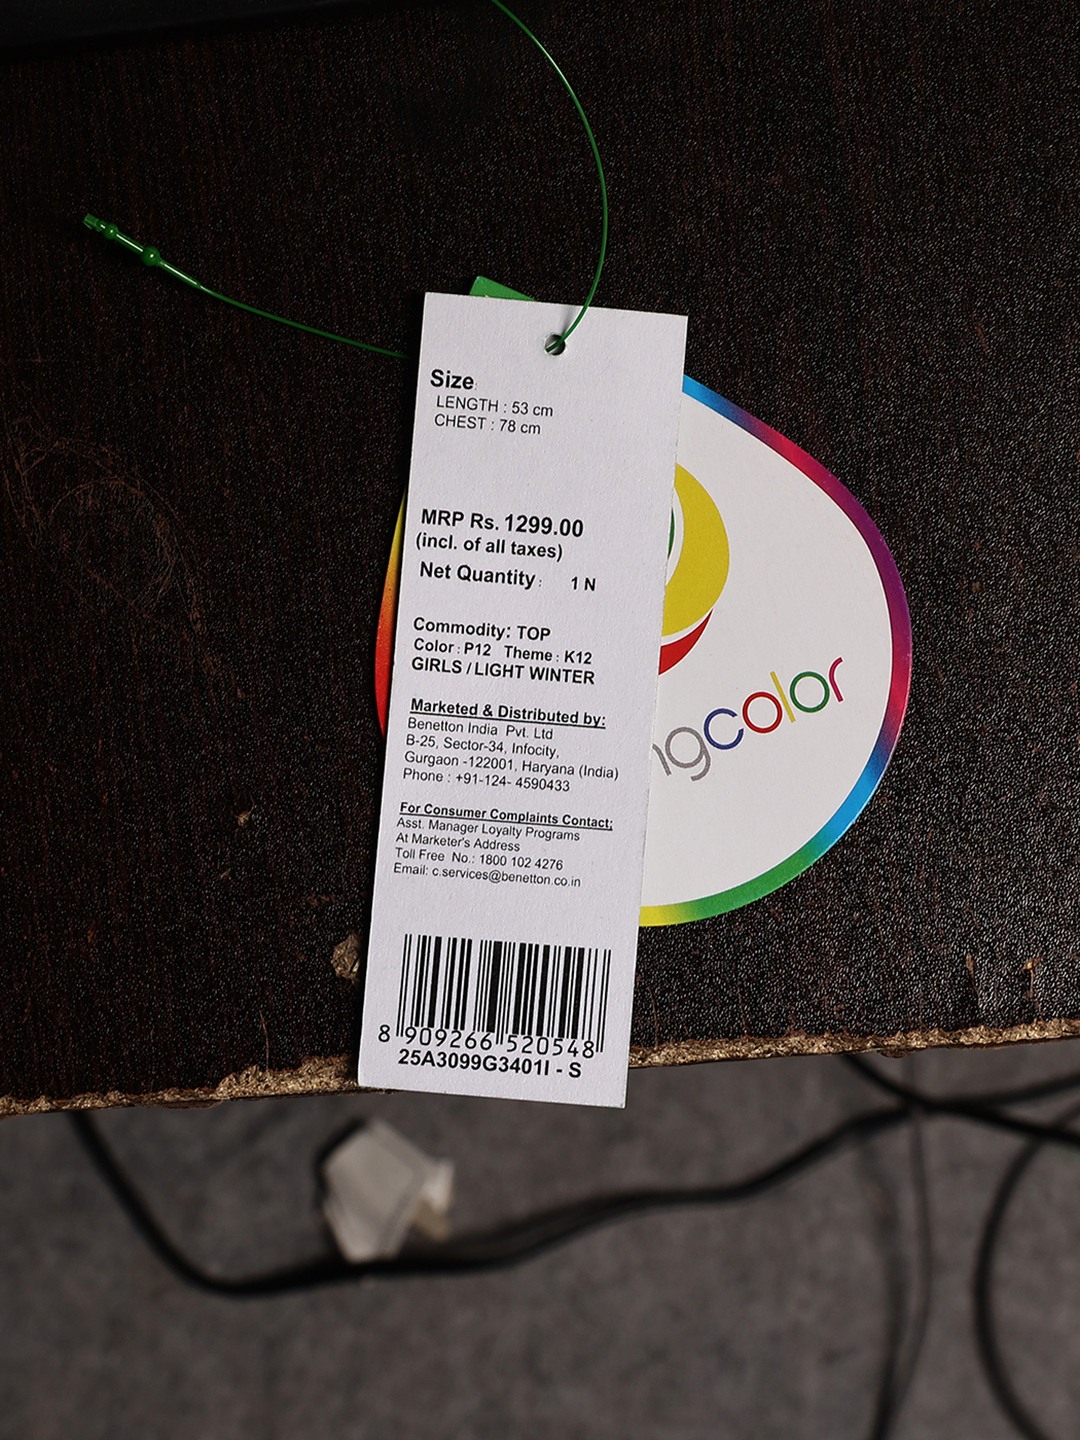 Size:
LENGTH : 53 cm
CHEST : 78 cm
MRP Rs. 1299.00
(incl. of all taxes)
Net Quantity : 1 N
Commodity: TOP
Color : P12 Theme : K12
GIRLS / LIGHT WINTER
Marketed & Distributed by:
Benetton India Pvt. Ltd
B-25, Sector-34, Infocity,
Gurgaon -122001, Haryana (India)
Phone : +91-124- 4590433
For Consumer Complaints Contact;
Asst. Manager Loyalty Programs
At Marketer's Address
Toll Free No.: 1800 102 4276
Email: c.services@benetton.co.in
8 909266 520548
25A3099G3401I - S
ngcolor